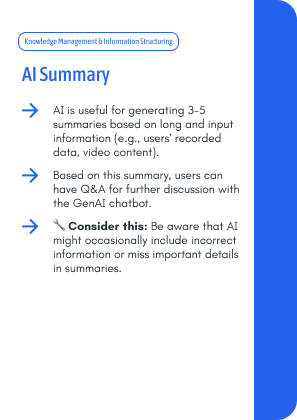 Knowledge Management & Information Structuring
AI Summary
AI is useful for generating 3-5
summaries based on long and input
information (e.g., users' recorded
data, video content).
Based on this summary, users can
have Q&A for further discussion with
the GenAI chatbot.
🔧 Consider this: Be aware that AI
might occasionally include incorrect
information or miss important details
in summaries.